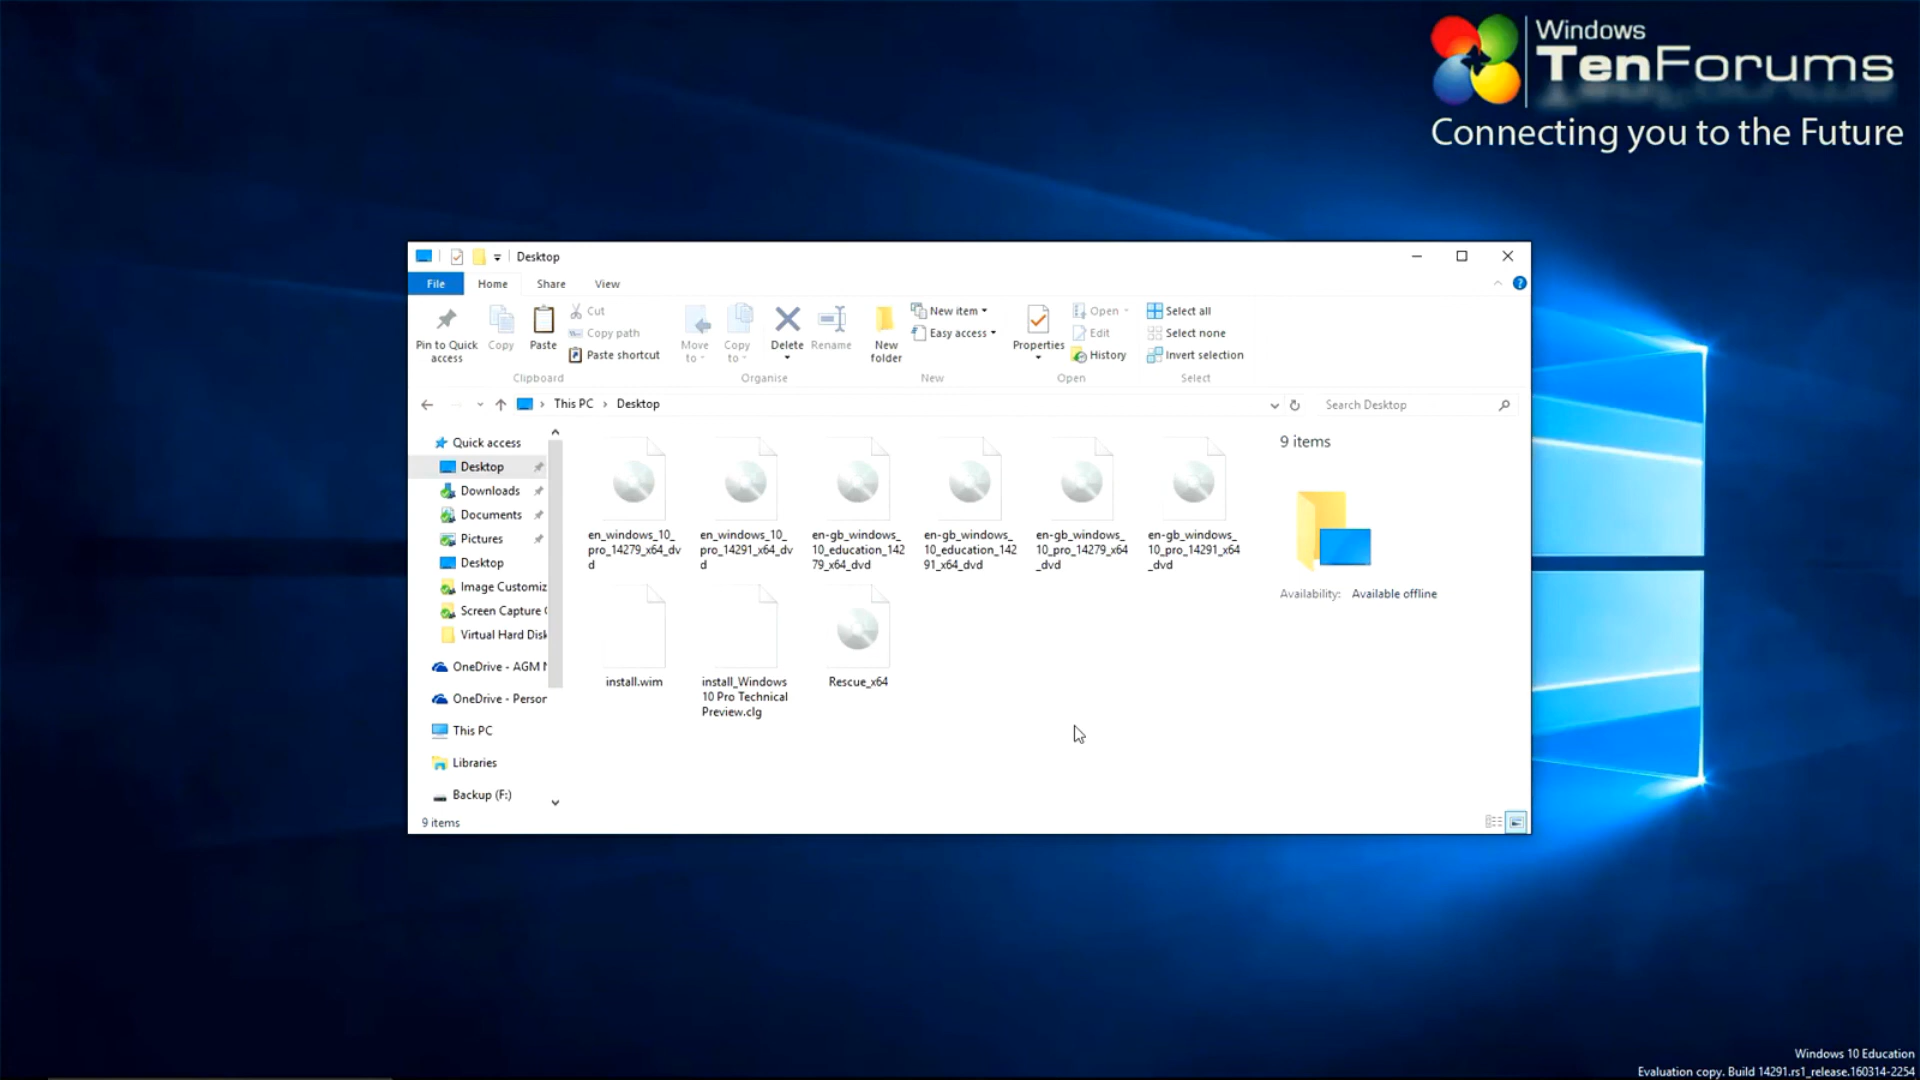 Windows
TenForums
Connecting you to the Future
Desktop
File
Home
Share
View
Pin to Quick
access
Copy
Paste
Cut
Copy path
Paste shortcut
Clipboard
Move
to
Copy
to
Delete
Rename
Organise
New
folder
New item
Easy access
New
Properties
Open
Edit
History
Open
Select all
Select none
Invert selection
Select
This PC
Desktop
Search Desktop
Quick access
Desktop
Downloads
Documents
Pictures
Desktop
Image Customiz
Screen Capture
Virtual Hard Disk
OneDrive - AGM
OneDrive - Person
This PC
Libraries
Backup (F:)
en_windows_10_
pro_14279_x64_dv
d
en_windows_10_
pro_14291_x64_dv
d
en-gb_windows_
10_education_142
79_x64_dvd
en-gb_windows_
10_education_142
91_x64_dvd
en-gb_windows_
10_pro_14279_x64
_dvd
en-gb_windows_
10_pro_14291_x64
_dvd
install.wim
install_Windows
10 Pro Technical
Preview.clg
Rescue_x64
9 items
Availability: Available offline
9 items
Windows 10 Education
Evaluation copy. Build 14291.rs1_release.160314-2254